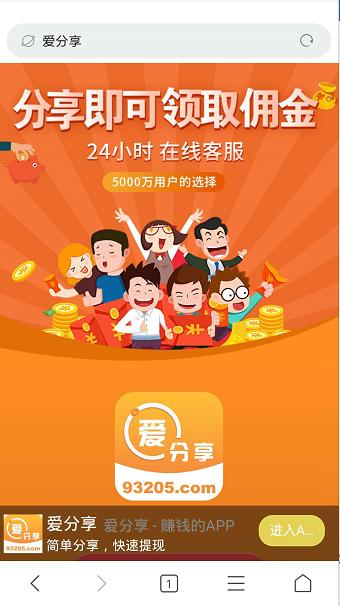 爱分享
分享即可领取佣金
24小时 在线客服
5000万用户的选择
爱分享
93205.com
爱分享
93205.com
爱分享 爱分享 - 赚钱的APP
简单分享，快速提现
进入A...
1